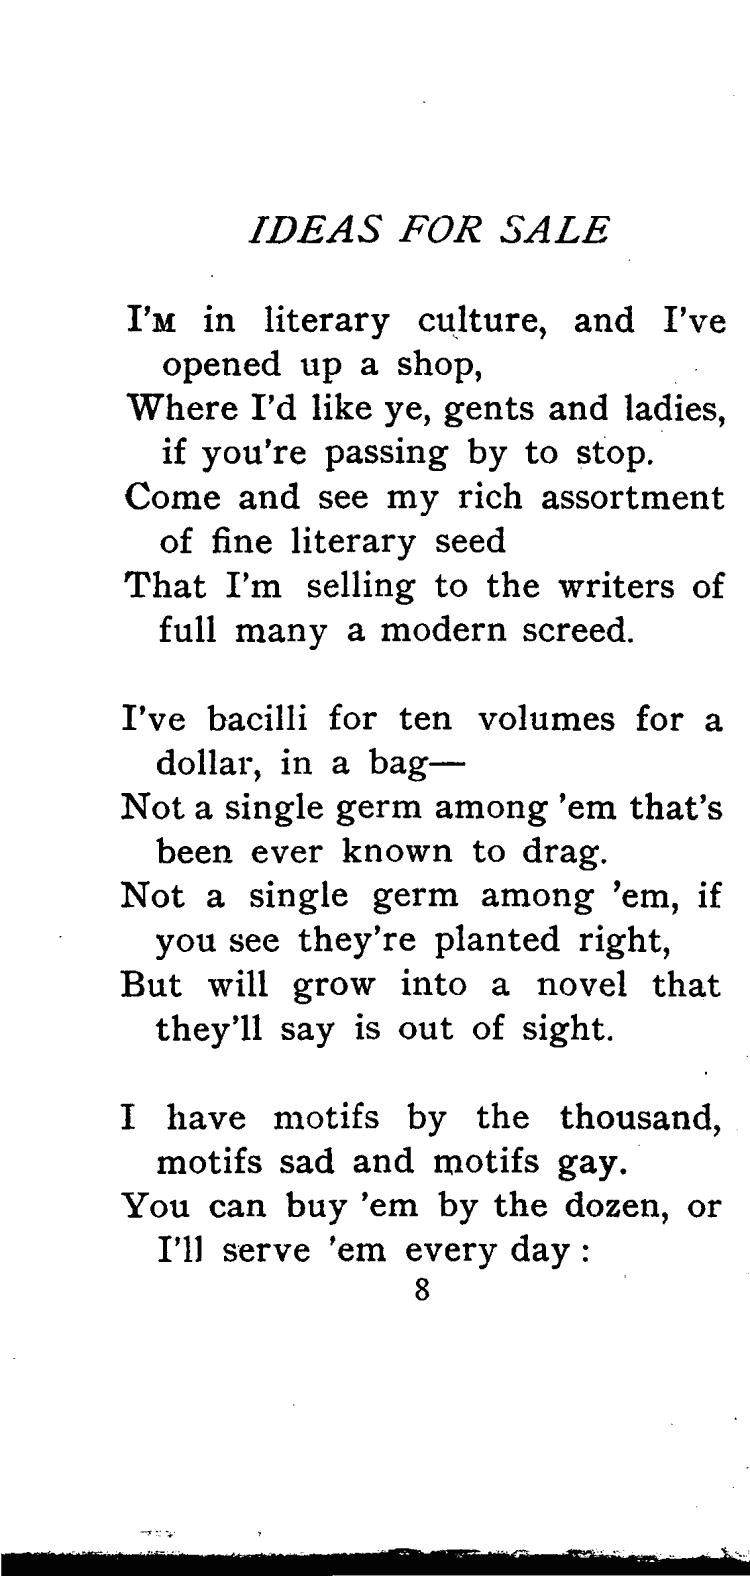 IDEAS FOR SALE
I'M in literary culture, and I've
opened up a shop,
Where I'd like ye, gents and ladies,
if you're passing by to stop.
Come and see my rich assortment
of fine literary seed
That I'm selling to the writers of
full many a modern screed.
I've bacilli for ten volumes for a
dollar, in a bag—
Not a single germ among 'em that's
been ever known to drag.
Not a single germ among 'em, if
you see they're planted right,
But will grow into a novel that
they'll say is out of sight.
I have motifs by the thousand,
motifs sad and motifs gay.
You can buy 'em by the dozen, or
I'll serve 'em every day :
8